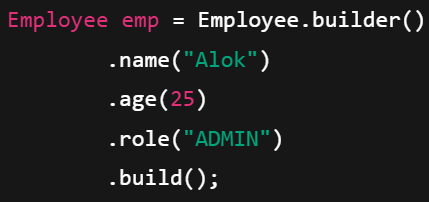 Employee emp = Employee.builder()
.name("Alok")
.age(25)
.role("ADMIN")
.build();